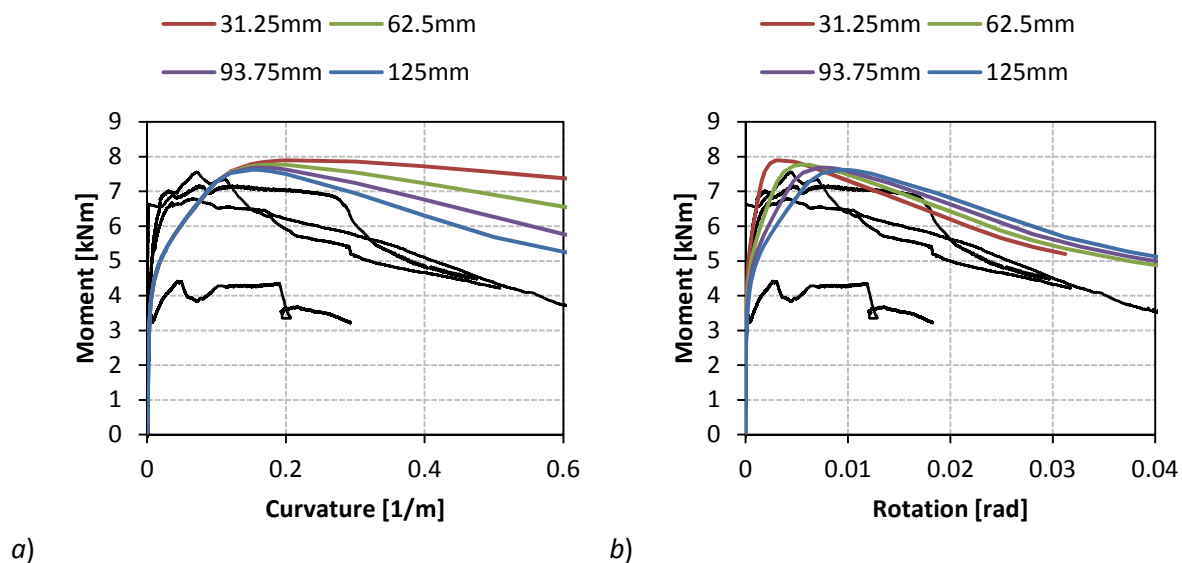 31.25mm 62.5mm
93.75mm 125mm
9
8
7
6
5
4
3
2
1
0
Moment [kNm]
0 0.2 0.4 0.6
Curvature [1/m]
a)
31.25mm 62.5mm
93.75mm 125mm
9
8
7
6
5
4
3
2
1
0
Moment [kNm]
0 0.01 0.02 0.03 0.04
Rotation [rad]
b)